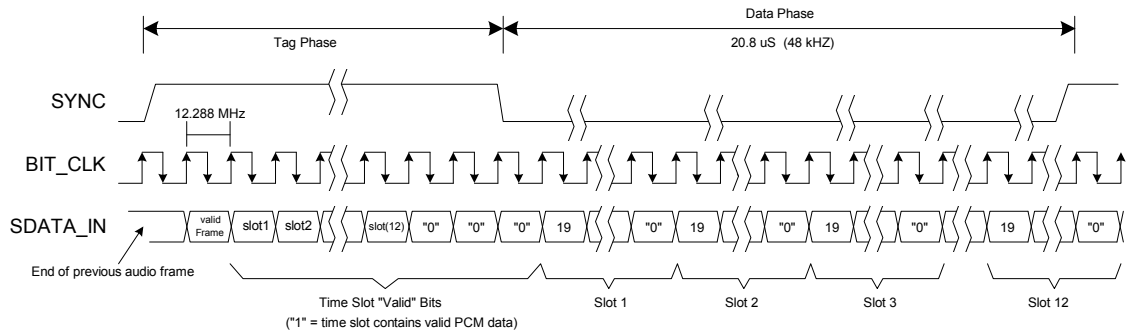 Data Phase
Tag Phase
20.8 uS (48 kHZ)
SYNC
12.288 MHz
BIT_CLK
SDATA_IN
valid Frame slot1 slot2 slot(12) "0" "0" "0" 19 "0" 19 "0" 19 "0" 19 "0"
End of previous audio frame
Time Slot "Valid" Bits
("1" = time slot contains valid PCM data)
Slot 1
Slot 2
Slot 3
Slot 12